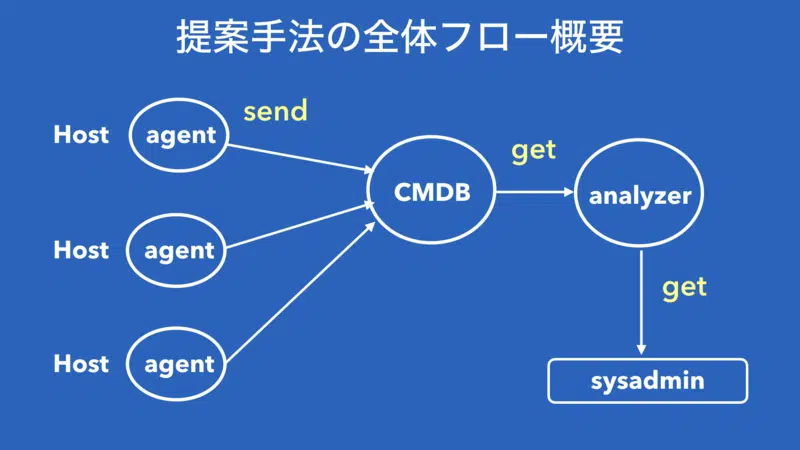 提案手法の全体フロー概要
Host agent send
CMDB
get
analyzer
Host agent
get
Host agent
sysadmin